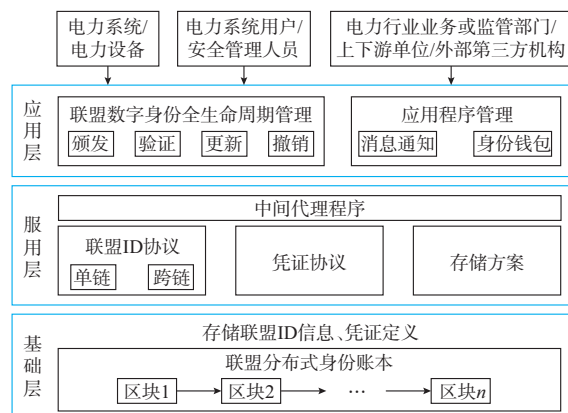 电力系统/
电力设备
电力系统用户/
安全管理人员
电力行业业务或监管部门/
上下游单位/外部第三方机构
应用层
联盟数字身份全生命周期管理
颁发 验证 更新 撤销
应用程序管理
消息通知 身份钱包
服用层
中间代理程序
联盟ID协议
单链 跨链
凭证协议
存储方案
基础层
存储联盟ID信息、凭证定义
联盟分布式身份账本
区块1 区块2 … 区块n